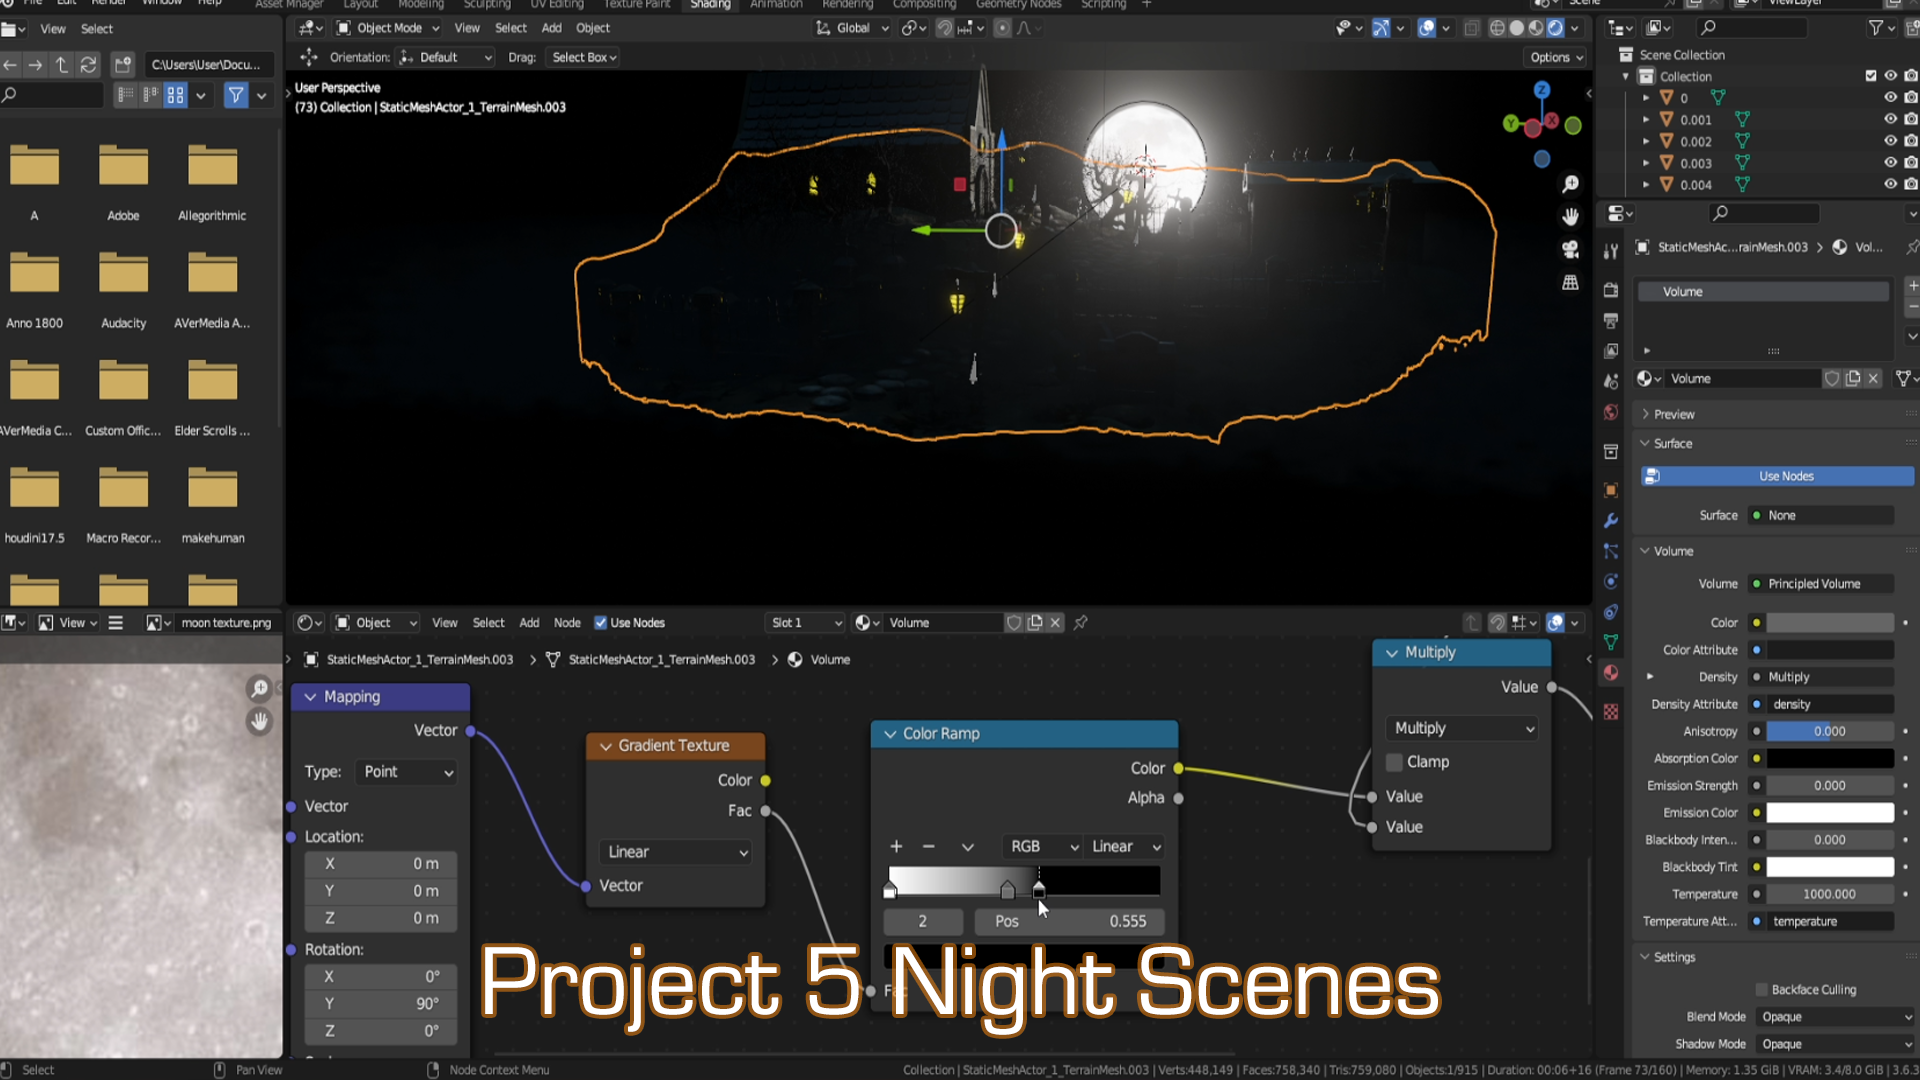 File Edit Render Window Help Asset Mnager Layout Modeling Sculpting UV Editing Texture Paint Shading Animation Rendering Compositing Geometry Nodes Scripting + Scene ViewLayer
View Select
Object Mode View Select Add Object Global
C:\Users\User\Docu...
Orientation: Default Drag: Select Box Options
User Perspective
(73) Collection | StaticMeshActor_1_TerrainMesh.003
Z
Y
X
A Adobe Allegorithmic
Anno 1800 Audacity AVerMedia A...
AVerMedia C... Custom Offic... Elder Scrolls ...
houdini17.5 Macro Recor... makehuman
Scene Collection
Collection
0
0.001
0.002
0.003
0.004
StaticMeshAc...rainMesh.003 > Vol...
Volume
Volume
Preview
Surface
Use Nodes
Surface None
Volume
Volume Principled Volume
Color
Color Attribute
Density Multiply
Density Attribute density
Anisotropy 0.000
Absorption Color
Emission Strength 0.000
Emission Color
Blackbody Inten... 0.000
Blackbody Tint
Temperature 1000.000
Temperature Att... temperature
Settings
Backface Culling
Blend Mode Opaque
Shadow Mode Opaque
View moon texture.png
Object View Select Add Node Use Nodes Slot 1 Volume
StaticMeshActor_1_TerrainMesh.003 > StaticMeshActor_1_TerrainMesh.003 > Volume
Mapping
Vector
Type: Point
Vector
Location:
X 0 m
Y 0 m
Z 0 m
Rotation:
X 0°
Y 90°
Z 0°
Gradient Texture
Color
Fac
Linear
Vector
Color Ramp
Color
Alpha
+ − RGB Linear
2 Pos 0.555
Multiply
Value
Multiply
Clamp
Value
Value
Project 5 Night Scenes
Select Pan View Node Context Menu Collection | StaticMeshActor_1_TerrainMesh.003 | Verts:448,149 | Faces:758,340 | Tris:759,080 | Objects:1/915 | Duration: 00:06+16 (Frame 73/160) | Memory: 1.35 GiB | VRAM: 3.4/8.0 GiB | 3.6.3